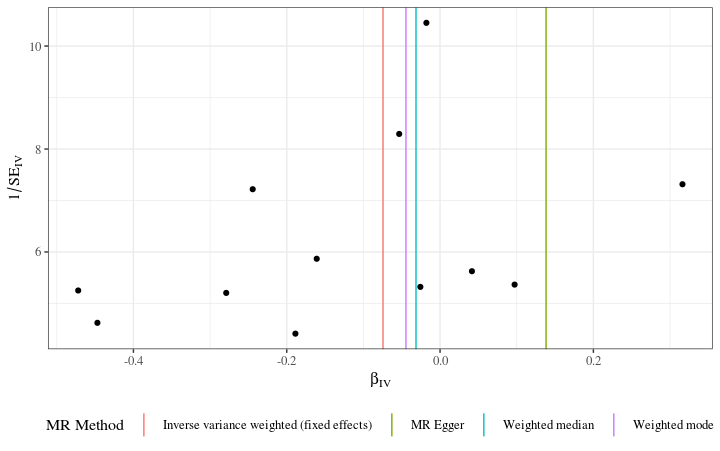 10
8
6
1/SE_IV
-0.4 -0.2 0.0 0.2
β_IV
MR Method Inverse variance weighted (fixed effects) MR Egger Weighted median Weighted mode